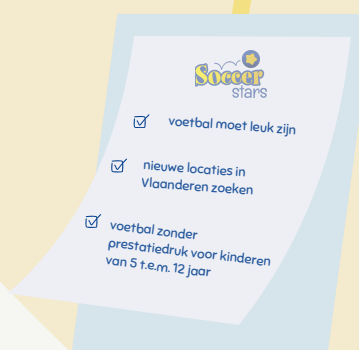 Soccer
stars
voetbal moet leuk zijn
nieuwe locaties in
Vlaanderen zoeken
voetbal zonder
prestatiedruk voor kinderen
van 5 t.e.m. 12 jaar